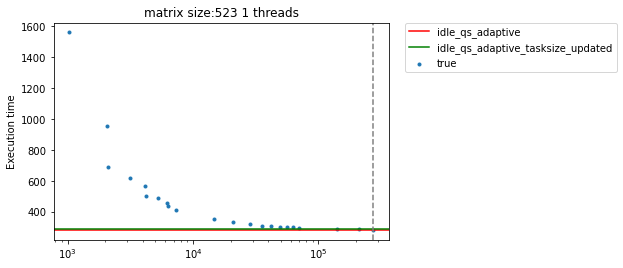 matrix size:523 1 threads
Execution time
1600
1400
1200
1000
800
600
400
10³
10⁴
10⁵
idle_qs_adaptive
idle_qs_adaptive_tasksize_updated
true